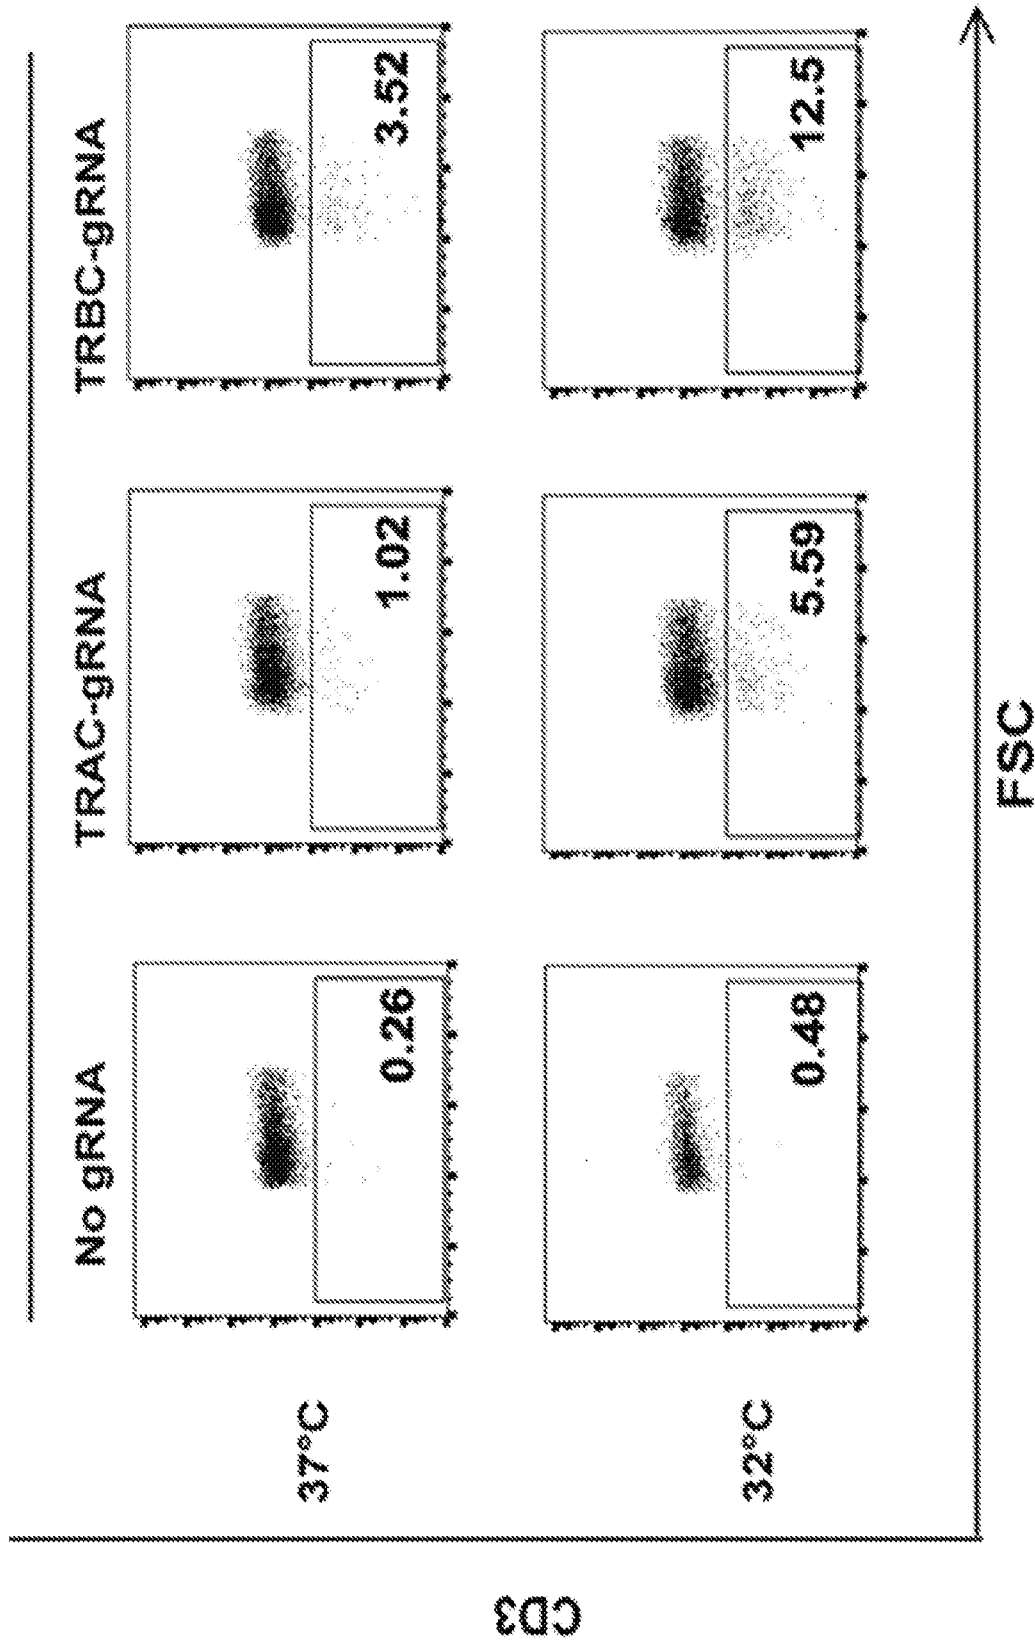 No gRNA
TRAC-gRNA
TRBC-gRNA
37°C
0.26
1.02
3.52
32°C
0.48
5.59
12.5
CD3
FSC